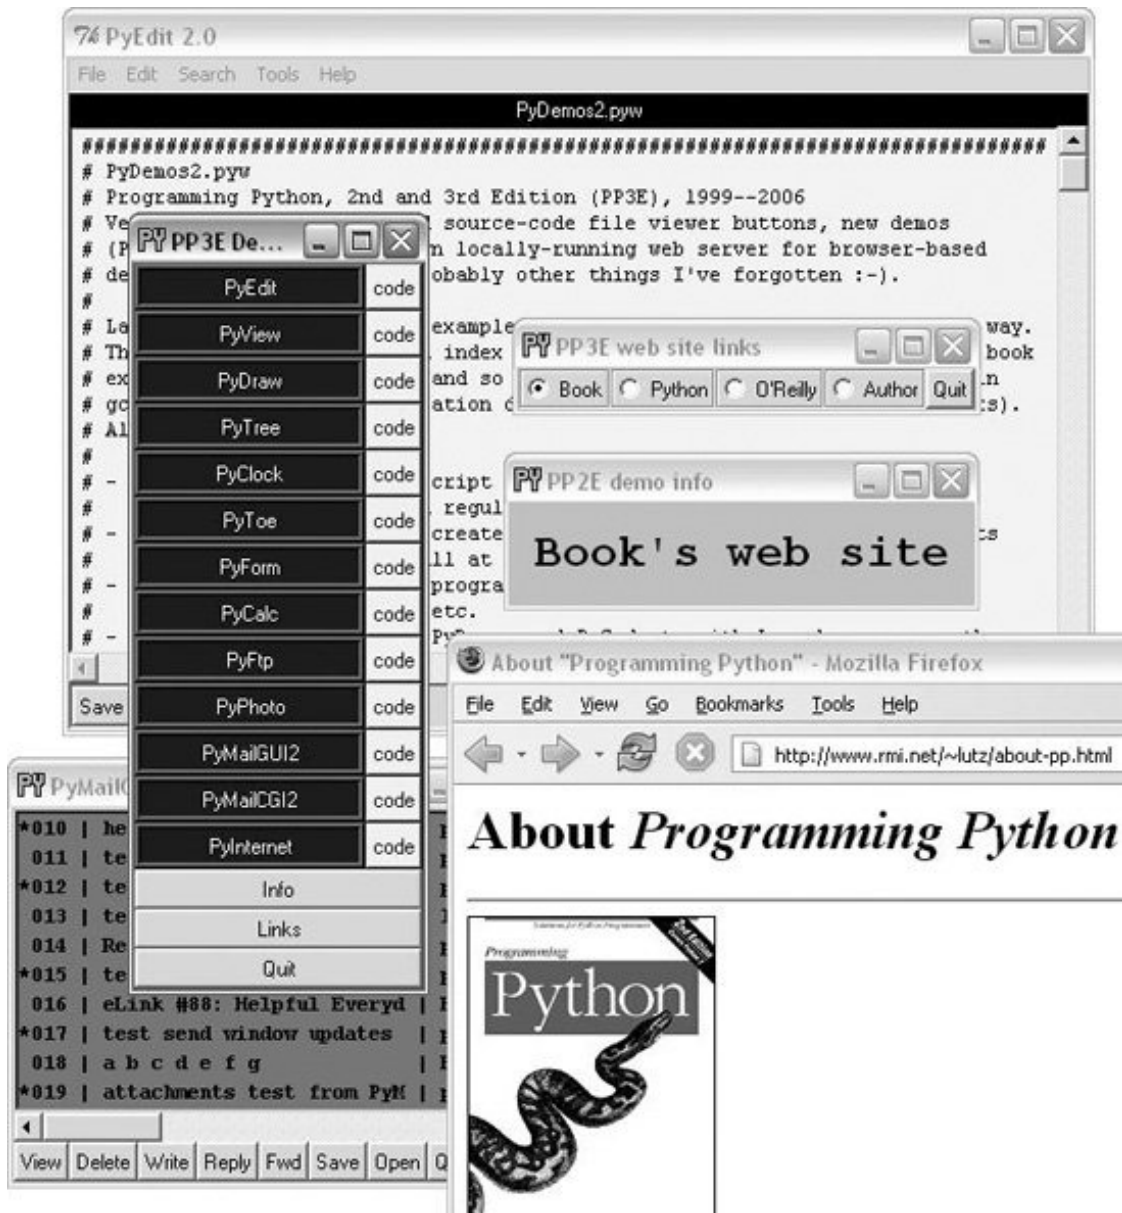 PyEdit 2.0
File Edit Search Tools Help
PyDemos2.pyw
################################################################################
# PyDemos2.pyw
# Programming Python, 2nd and 3rd Edition (PP3E), 1999--2006
# Ve source-code file viewer buttons, new demos
# (P n locally-running web server for browser-based
# de obably other things I've forgotten :-).
#
# La example way.
# Th index book
# ex and so n
# gc ation s).
# Al
#
# - cript
# regul
# - create ts
# ll at
# - progra
# etc.
# -
Save
PP3E De...
PyEdit code
PyView code
PyDraw code
PyTree code
PyClock code
PyToe code
PyForm code
PyCalc code
PyFtp code
PyPhoto code
PyMailGUI2 code
PyMailCGI2 code
PyInternet code
Info
Links
Quit
PP3E web site links
Book Python O'Reilly Author Quit
PP2E demo info
Book's web site
About "Programming Python" - Mozilla Firefox
File Edit View Go Bookmarks Tools Help
http://www.rmi.net/~lutz/about-pp.html
About Programming Python
2nd Edition
Programming
Python
PyMail
*010 | he
011 | te
*012 | te
013 | te
014 | Re
*015 | te
016 | eLink #88: Helpful Everyd |
*017 | test send window updates |
018 | a b c d e f g |
*019 | attachments test from PyM |
View Delete Write Reply Fwd Save Open Q